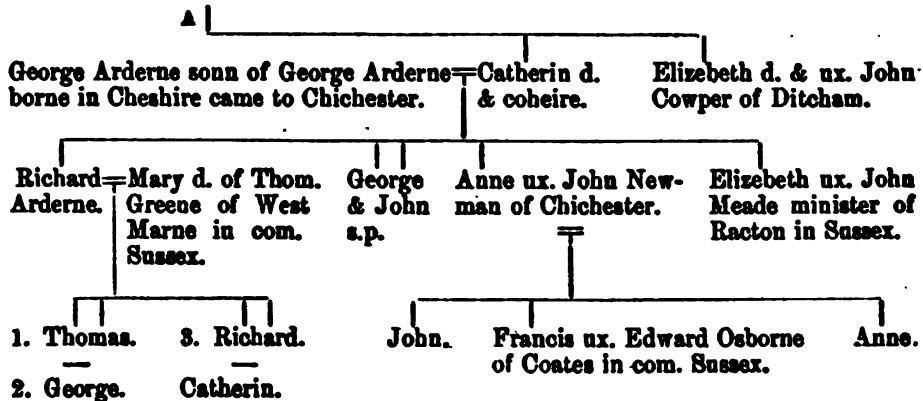 A
George Arderne sonn of George Arderne=Catherin d. Elizebeth d. & ux. John
borne in Cheshire came to Chichester. & coheire. Cowper of Ditcham.
Richard=Mary d. of Thom. George Anne ux. John New- Elizebeth ux. John
Arderne. Greene of West & John man of Chichester. Meade minister of
Marne in com. s.p. Racton in Sussex.
Sussex.
1. Thomas. 3. Richard. John. Francis ux. Edward Osborne Anne.
of Coates in com. Sussex.
2. George. Catherin.